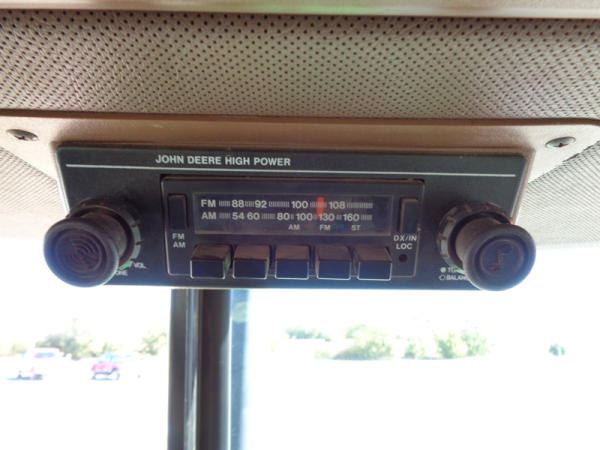 JOHN DEERE HIGH POWER
FM 88 92 100 108
AM 54 60 80 100 130 160
AM FM ST
FM
AM
DX/IN
LOC
VOL
BALANC